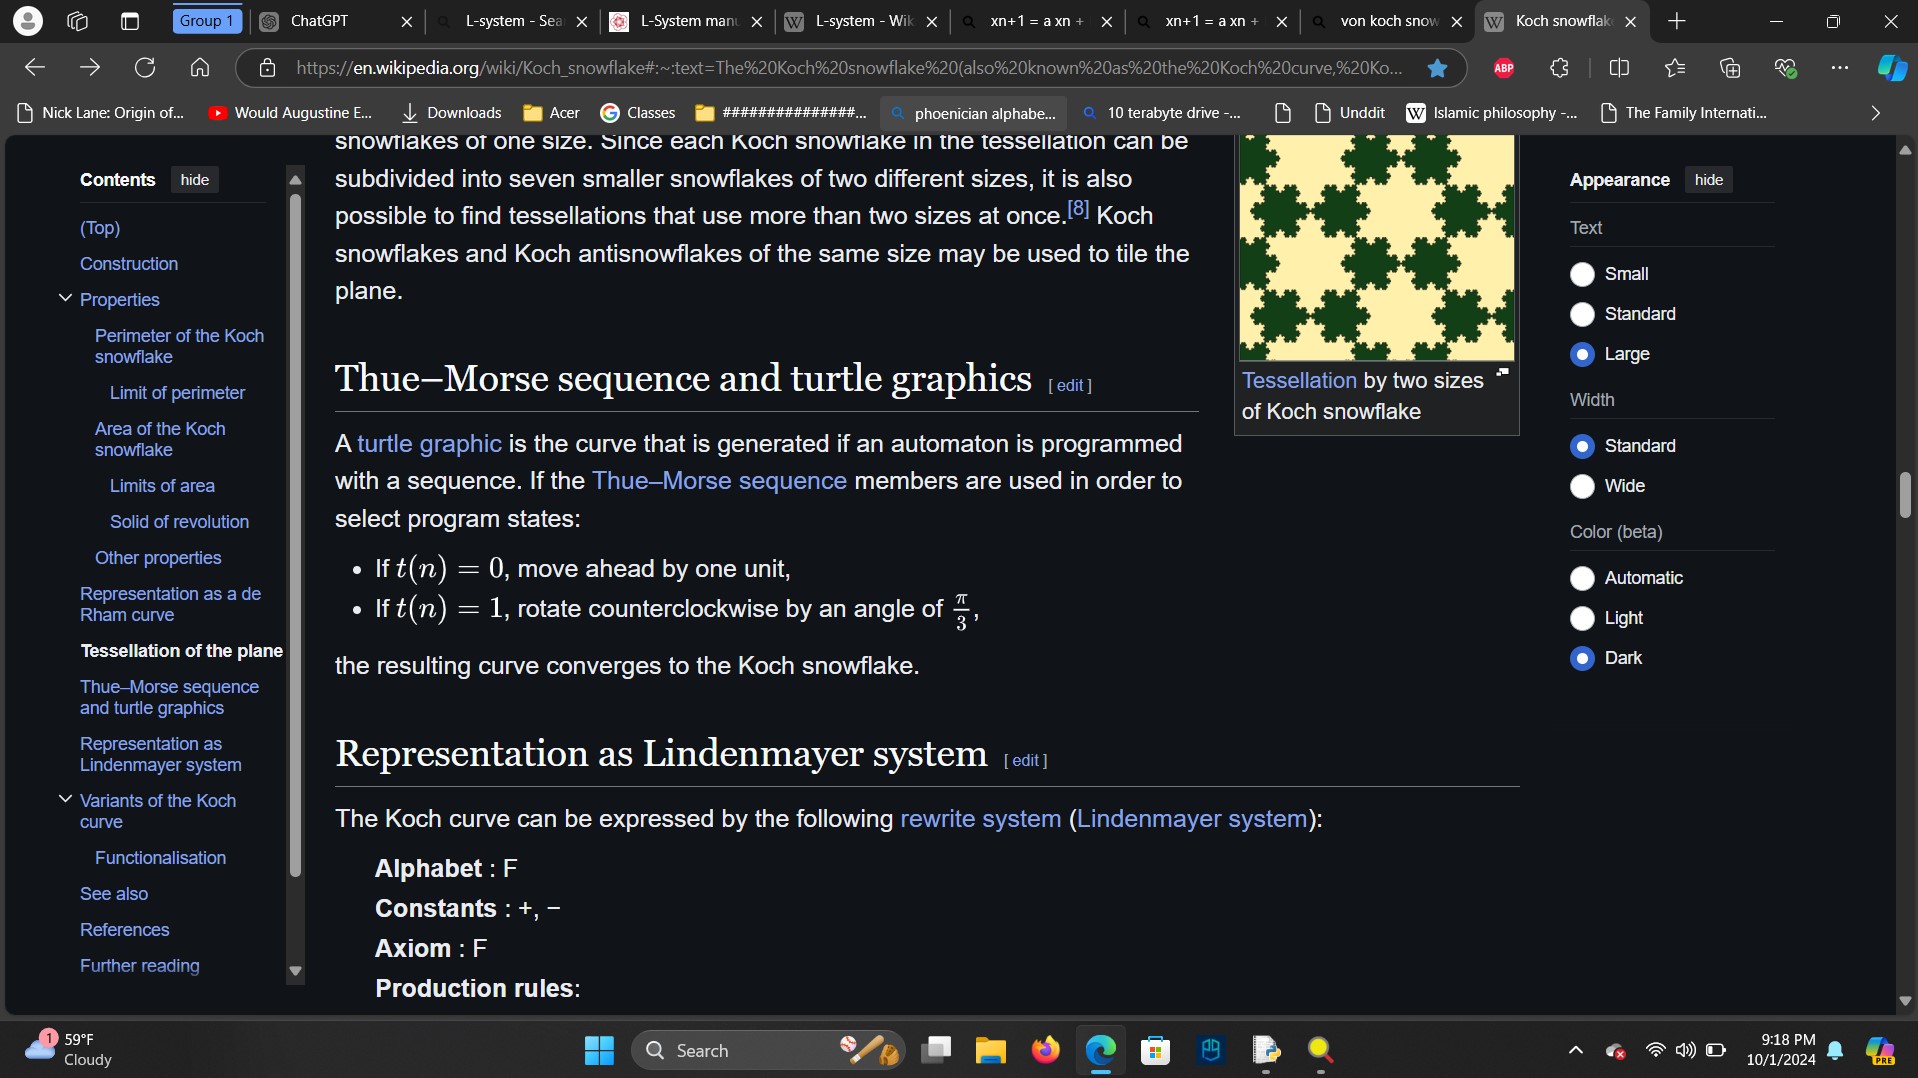 Group 1
ChatGPT
L-system - Sea
L-System manu
L-system - Wik
xn+1 = a xn +
xn+1 = a xn +
von koch snow
Koch snowflak
https://en.wikipedia.org/wiki/Koch_snowflake#:~:text=The%20Koch%20snowflake%20(also%20known%20as%20the%20Koch%20curve,%20Ko...
ABP
Nick Lane: Origin of...
Would Augustine E...
Downloads
Acer
Classes
###############...
phoenician alphabe...
10 terabyte drive -...
Unddit
Islamic philosophy -...
The Family Internati...
Contents hide
(Top)
Construction
Properties
Perimeter of the Koch
snowflake
Limit of perimeter
Area of the Koch
snowflake
Limits of area
Solid of revolution
Other properties
Representation as a de
Rham curve
Tessellation of the plane
Thue–Morse sequence
and turtle graphics
Representation as
Lindenmayer system
Variants of the Koch
curve
Functionalisation
See also
References
Further reading
snowflakes of one size. Since each Koch snowflake in the tessellation can be
subdivided into seven smaller snowflakes of two different sizes, it is also
possible to find tessellations that use more than two sizes at once.[8] Koch
snowflakes and Koch antisnowflakes of the same size may be used to tile the
plane.
Tessellation by two sizes
of Koch snowflake
Thue–Morse sequence and turtle graphics [ edit ]
A turtle graphic is the curve that is generated if an automaton is programmed
with a sequence. If the Thue–Morse sequence members are used in order to
select program states:
• If t(n) = 0, move ahead by one unit,
• If t(n) = 1, rotate counterclockwise by an angle of π/3,
the resulting curve converges to the Koch snowflake.
Representation as Lindenmayer system [ edit ]
The Koch curve can be expressed by the following rewrite system (Lindenmayer system):
Alphabet : F
Constants : +, −
Axiom : F
Production rules:
Appearance hide
Text
Small
Standard
Large
Width
Standard
Wide
Color (beta)
Automatic
Light
Dark
1
59°F
Cloudy
Search
PRE
9:18 PM
10/1/2024